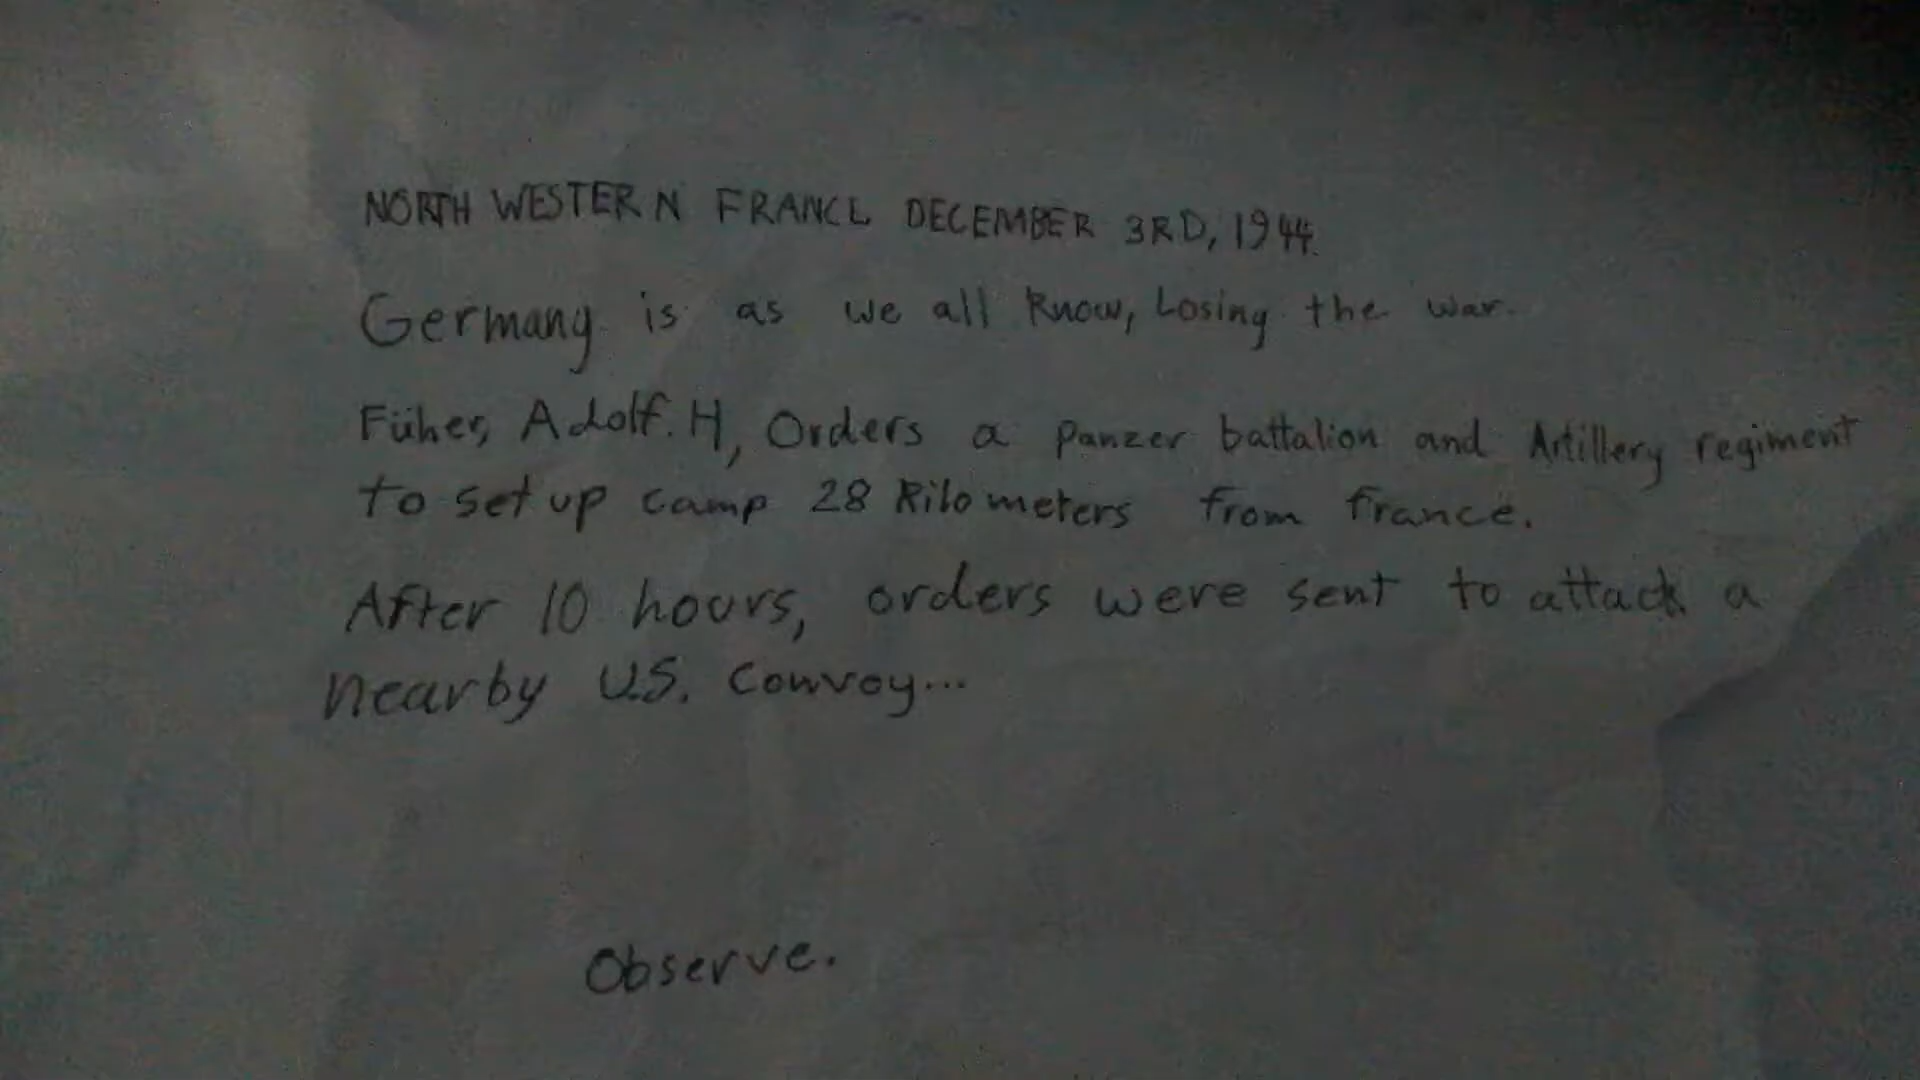 NORTH WESTERN FRANCE DECEMBER 3RD, 1944.
Germany is as we all know, Losing the war.
Füher, Adolf. H, Orders a panzer battalion and Artillery regiment
to set up camp 28 kilometers from france.
After 10 hours, orders were sent to attack a
nearby U.S. Convoy...
Observe.